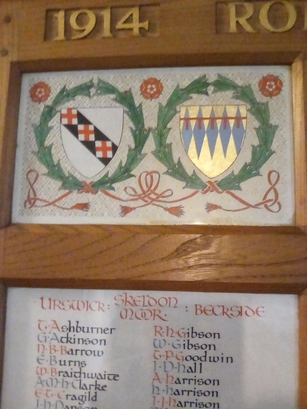 1914 RO
URSWICK: SKELDON MOOR: BECKSIDE
T·Ashburner R·N·Gibson
G·Atkinson W·Gibson
N·B·Barrow T·P·Goodwin
E·Burns J·D·Hall
W·Braithwaite A·Harrison
A·M·H·Clarke h·harrison
E·T·Cragild J·J·Harrison